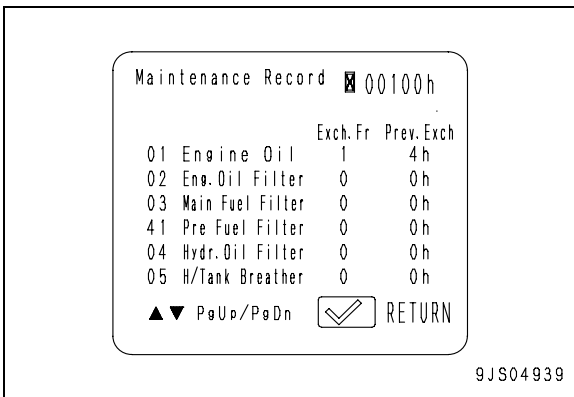 Maintenance Record 00100h
Exch.Fr Prev.Exch
01 Engine Oil 1 4h
02 Eng.Oil Filter 0 0h
03 Main Fuel Filter 0 0h
41 Pre Fuel Filter 0 0h
04 Hydr.Oil Filter 0 0h
05 H/Tank Breather 0 0h
▲▼ PgUp/PgDn RETURN
9JS04939